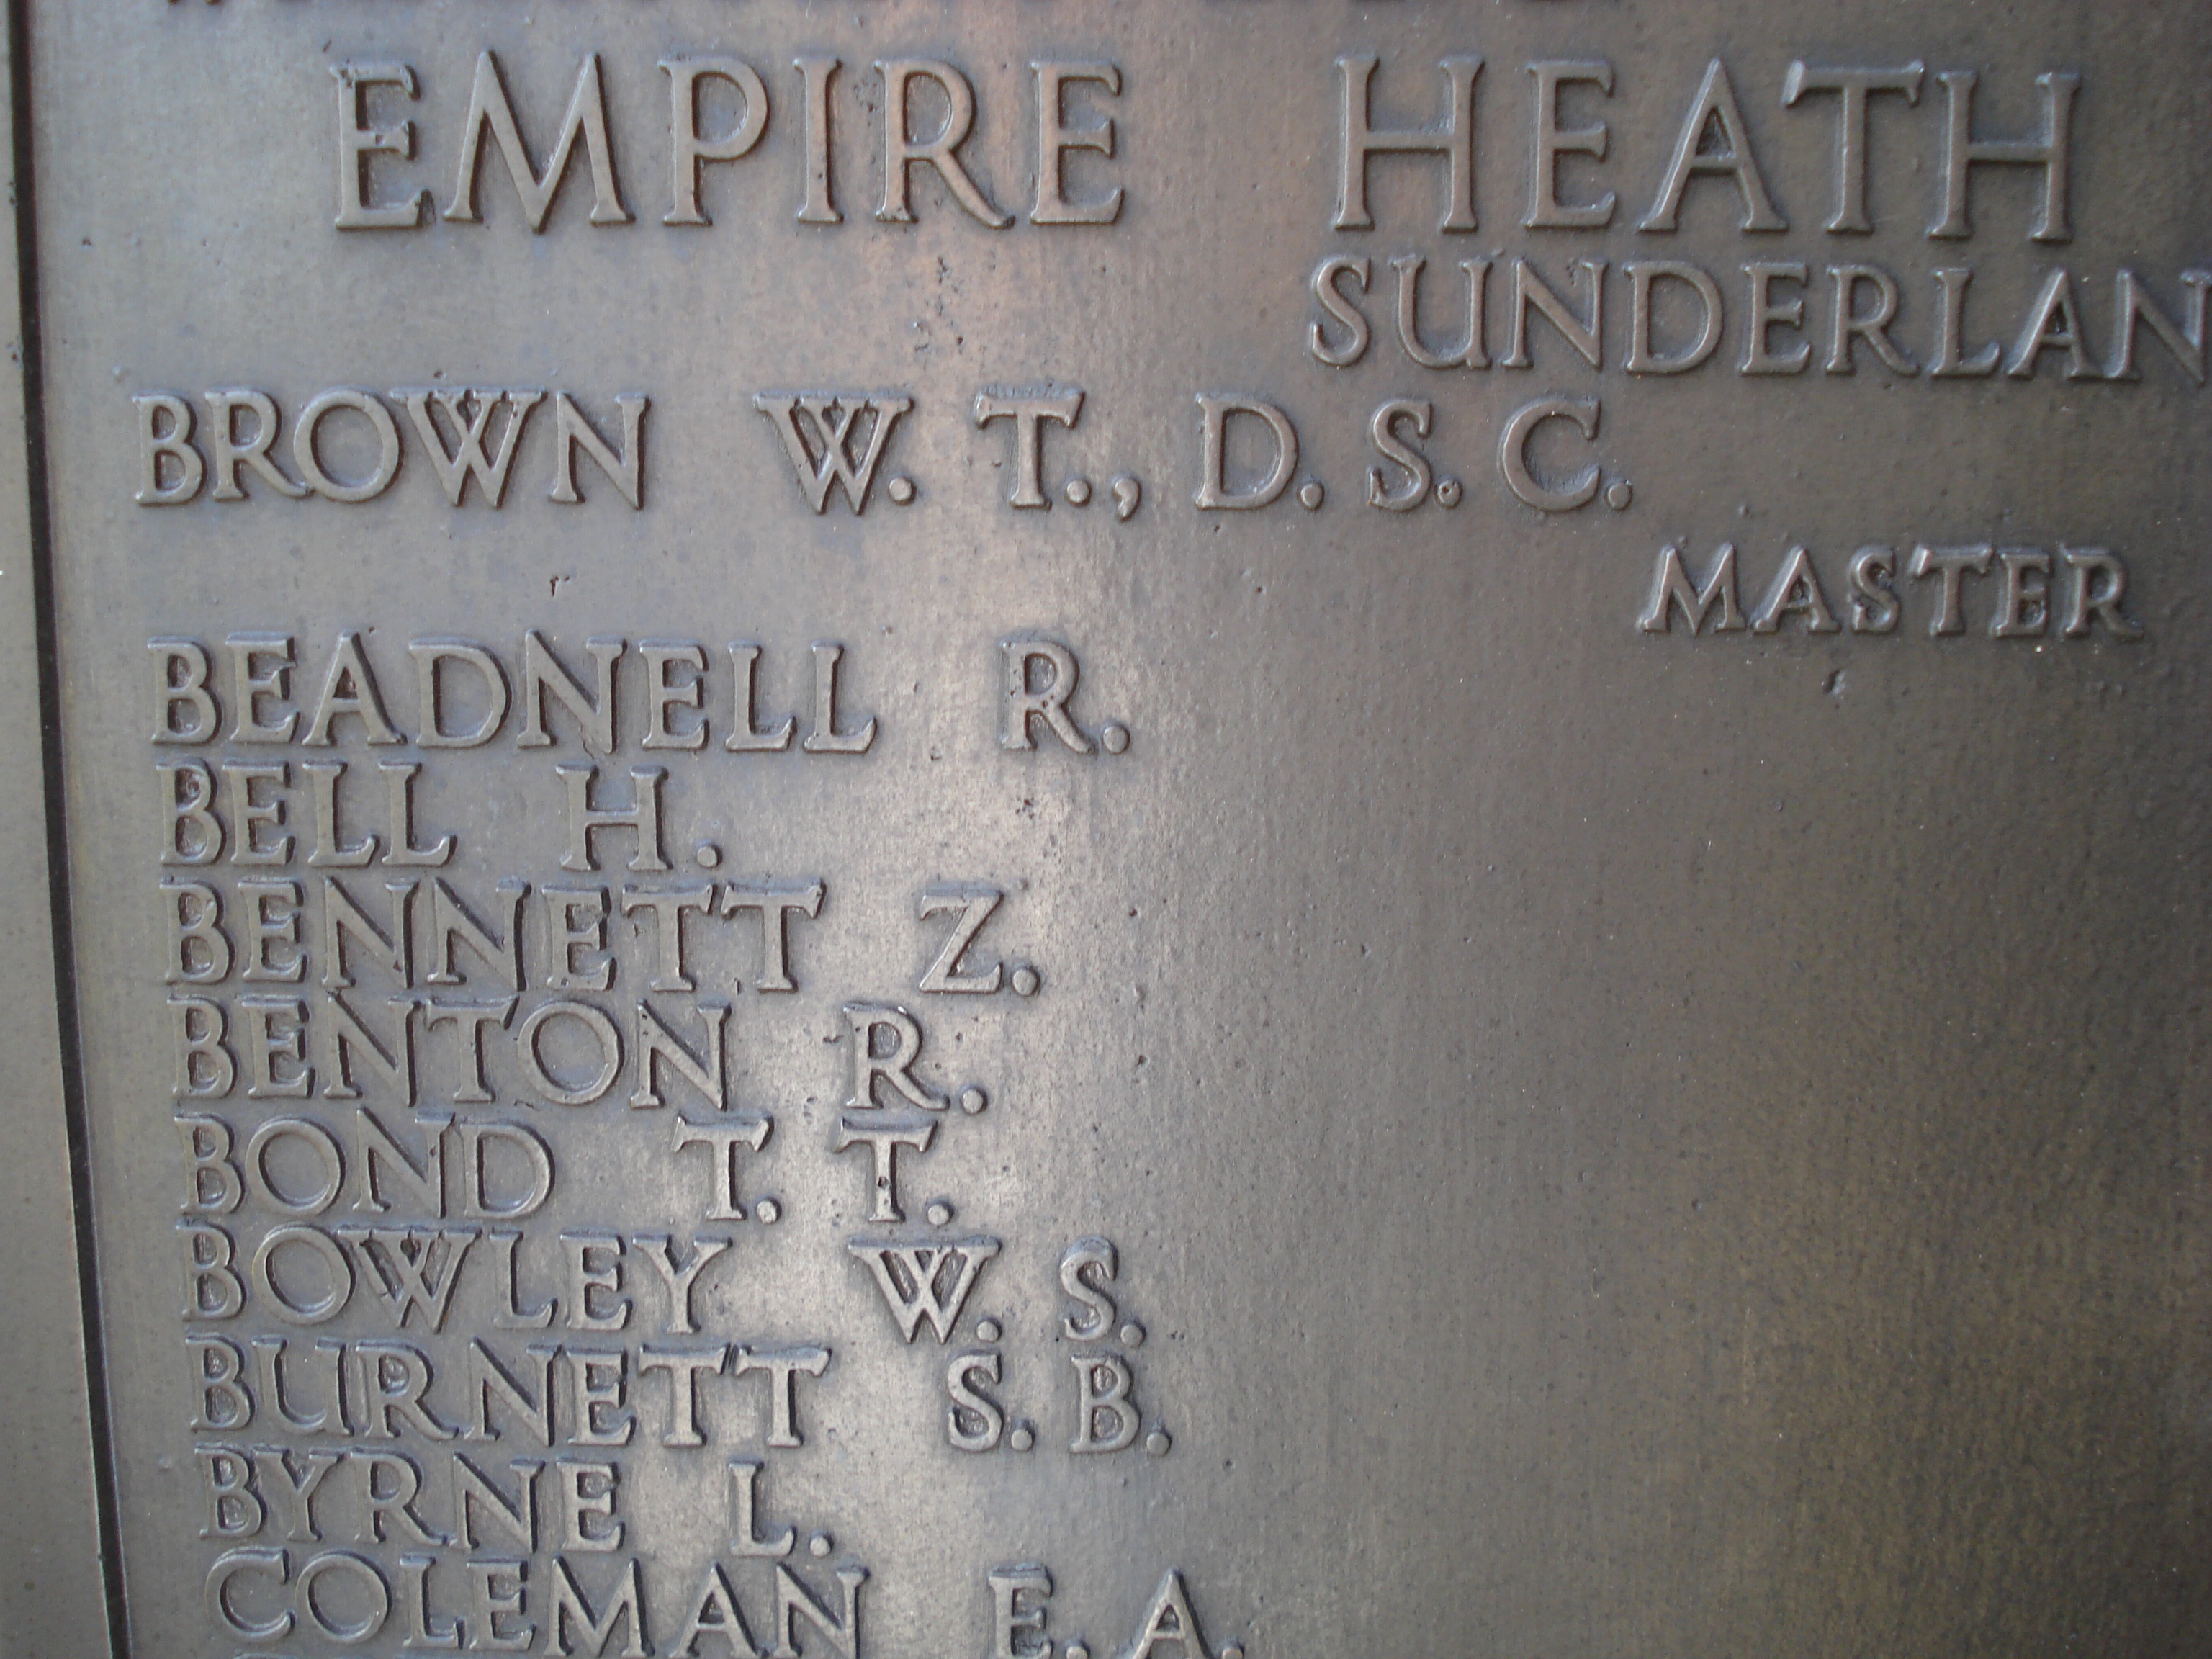 EMPIRE HEATH
SUNDERLAN
BROWN W. T., D. S. C.
MASTER
BEADNELL R.
BELL H.
BENNETT Z.
BENTON R.
BOND T. T.
BOWLEY W. S.
BURNETT S. B.
BYRNE L.
COLEMAN E. A.